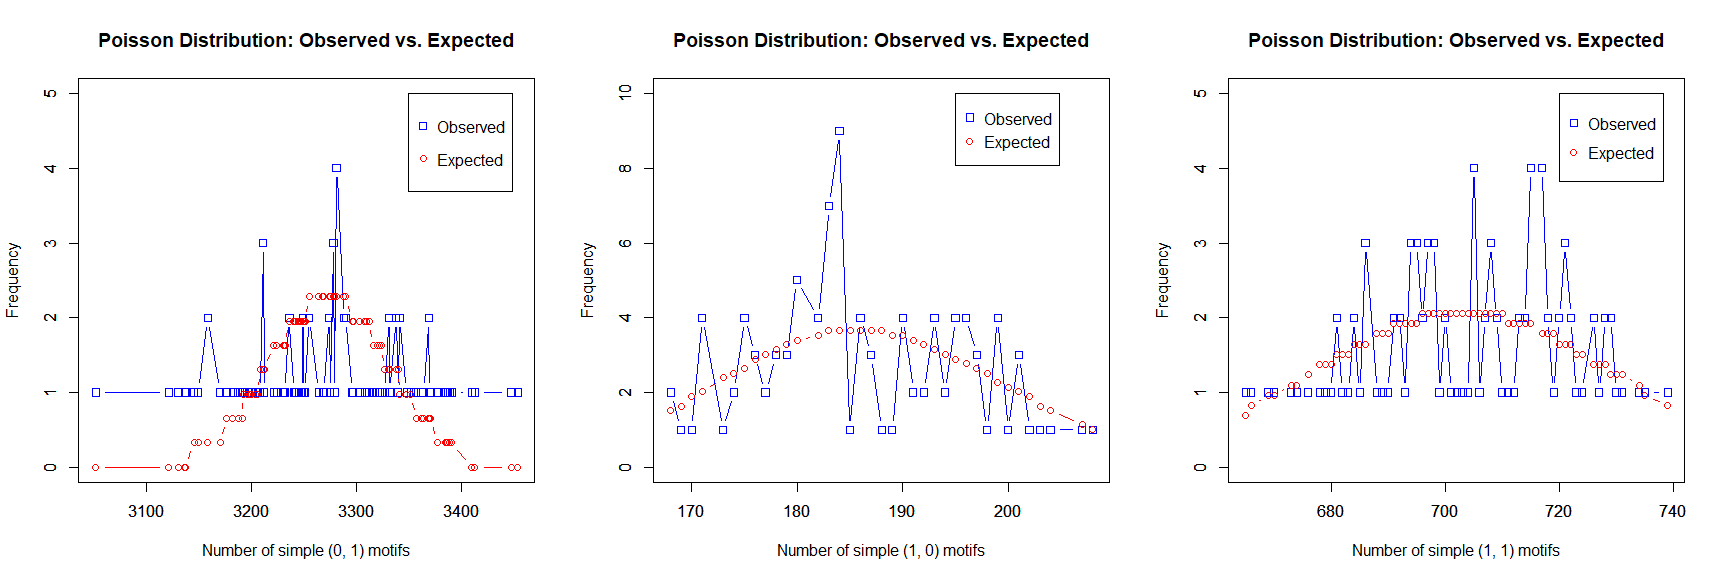 Poisson Distribution: Observed vs. Expected
Frequency
5
4
3
2
1
0
Observed
Expected
3100 3200 3300 3400
Number of simple (0, 1) motifs
Poisson Distribution: Observed vs. Expected
Frequency
10
8
6
4
2
0
Observed
Expected
170 180 190 200
Number of simple (1, 0) motifs
Poisson Distribution: Observed vs. Expected
Frequency
5
4
3
2
1
0
Observed
Expected
680 700 720 740
Number of simple (1, 1) motifs